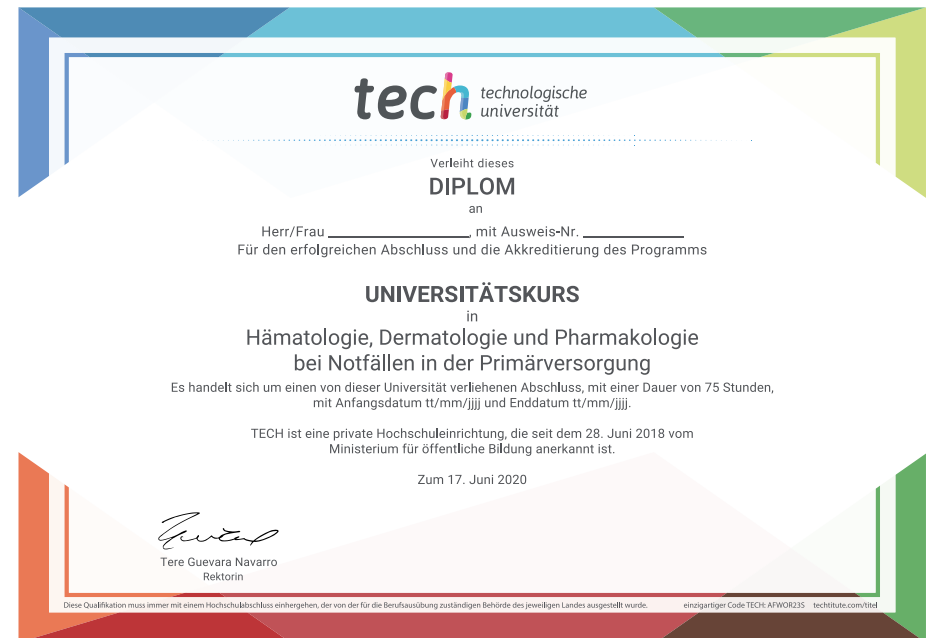 tech technologische
universität
Verleiht dieses
DIPLOM
an
Herr/Frau ____________________, mit Ausweis-Nr. ______________
Für den erfolgreichen Abschluss und die Akkreditierung des Programms
UNIVERSITÄTSKURS
in
Hämatologie, Dermatologie und Pharmakologie
bei Notfällen in der Primärversorgung
Es handelt sich um einen von dieser Universität verliehenen Abschluss, mit einer Dauer von 75 Stunden,
mit Anfangsdatum tt/mm/jjjj und Enddatum tt/mm/jjjj.
TECH ist eine private Hochschuleinrichtung, die seit dem 28. Juni 2018 vom
Ministerium für öffentliche Bildung anerkannt ist.
Zum 17. Juni 2020
Tere Guevara Navarro
Rektorin
Diese Qualifikation muss immer mit einem Hochschulabschluss einhergehen, der von der für die Berufsausübung zuständigen Behörde des jeweiligen Landes ausgestellt wurde. einzigartiger Code TECH: AFWOR23S techtitute.com/titel